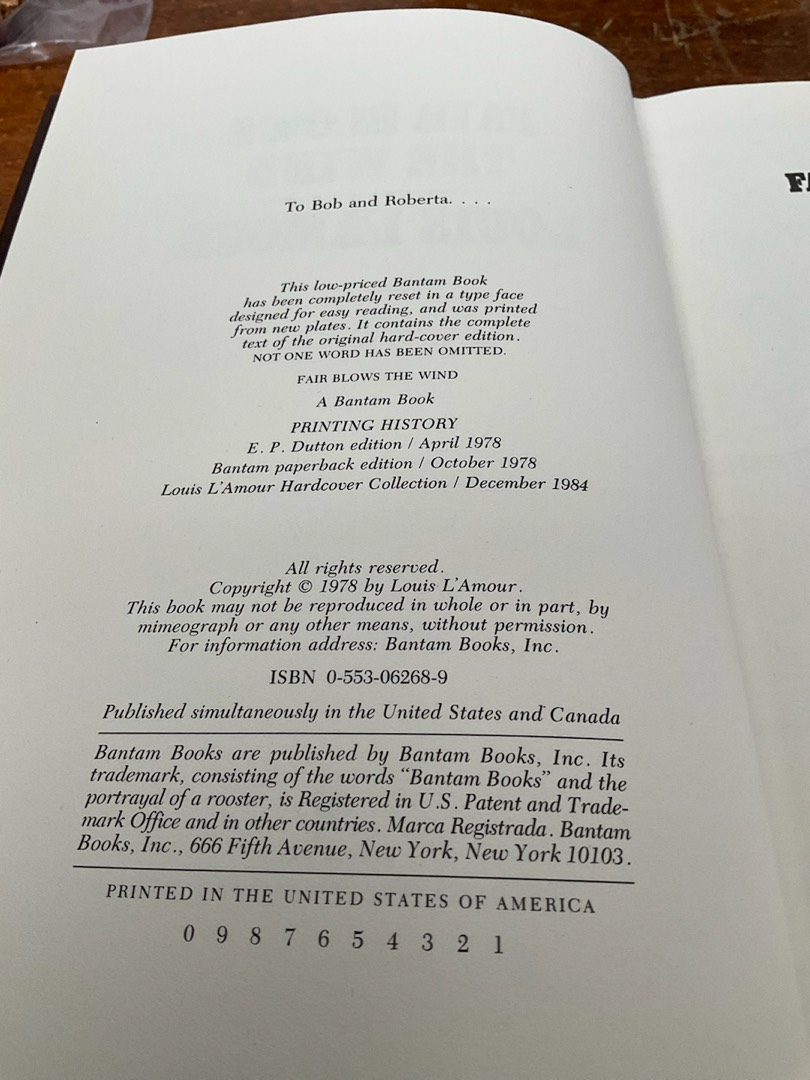 To Bob and Roberta. . . .
This low-priced Bantam Book
has been completely reset in a type face
designed for easy reading, and was printed
from new plates. It contains the complete
text of the original hard-cover edition.
NOT ONE WORD HAS BEEN OMITTED.
FAIR BLOWS THE WIND
A Bantam Book
PRINTING HISTORY
E. P. Dutton edition / April 1978
Bantam paperback edition / October 1978
Louis L'Amour Hardcover Collection / December 1984
All rights reserved.
Copyright © 1978 by Louis L'Amour.
This book may not be reproduced in whole or in part, by
mimeograph or any other means, without permission.
For information address: Bantam Books, Inc.
ISBN 0-553-06268-9
Published simultaneously in the United States and Canada
Bantam Books are published by Bantam Books, Inc. Its
trademark, consisting of the words “Bantam Books” and the
portrayal of a rooster, is Registered in U.S. Patent and Trade-
mark Office and in other countries. Marca Registrada. Bantam
Books, Inc., 666 Fifth Avenue, New York, New York 10103.
PRINTED IN THE UNITED STATES OF AMERICA
0 9 8 7 6 5 4 3 2 1